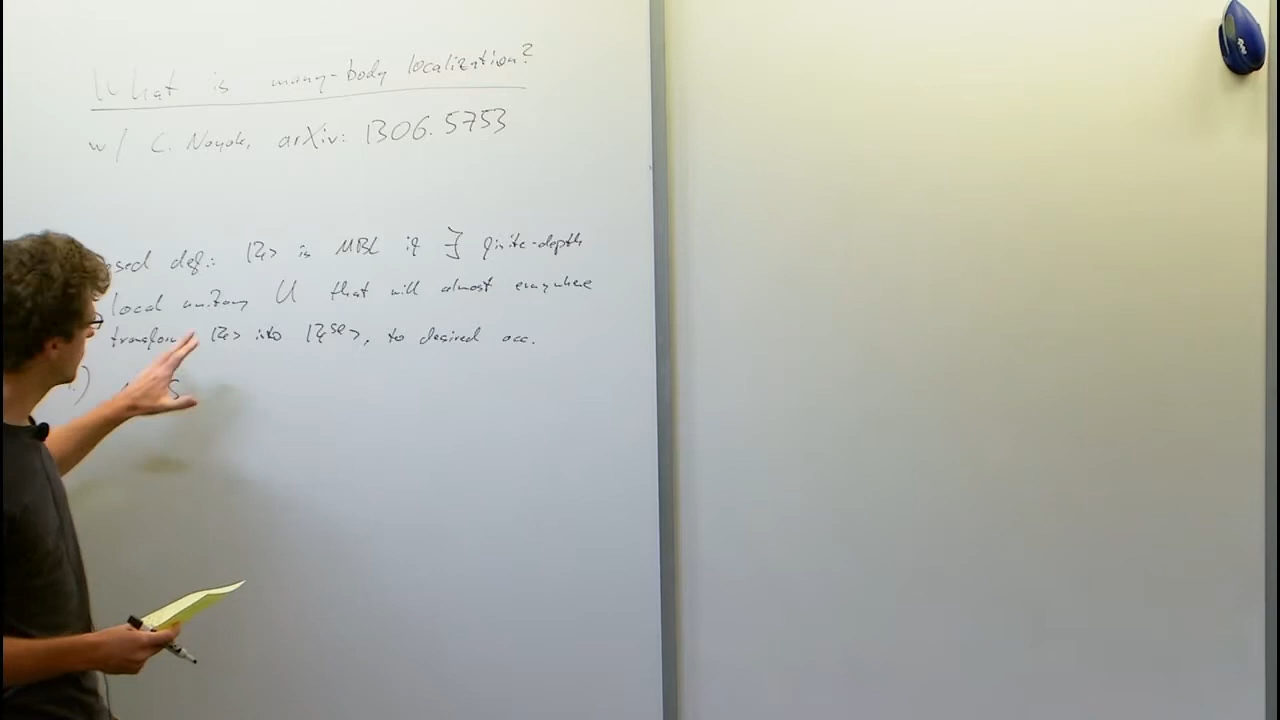 What is many-body localization?
w/ C. Nayak, arXiv: 1306.5753
osed def.: |ψ> is MBL if ∃ finite-depth
local unitary U that will almost everywhere
transform |ψ> into |ψ^SD>, to desired acc.